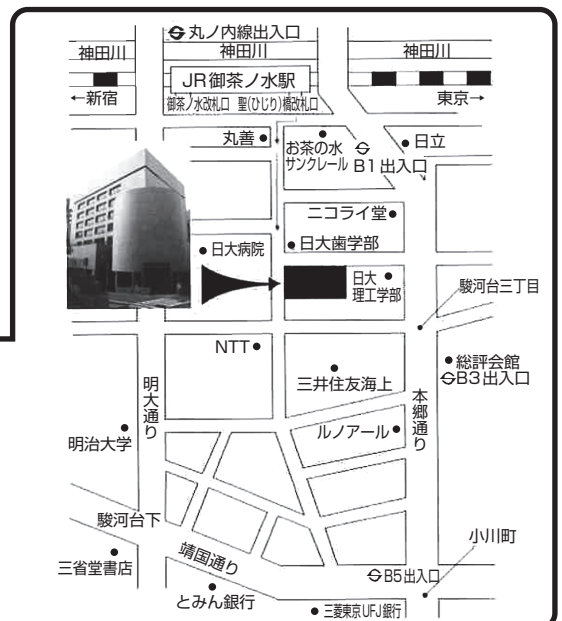 丸ノ内線出入口
神田川
神田川
神田川
JR御茶ノ水駅
←新宿
御茶ノ水改札口
聖(ひじり)橋改札口
東京→
丸善
お茶の水
サンクレール
B1出入口
日立
ニコライ堂
日大病院
日大歯学部
日大
理工学部
駿河台三丁目
NTT
三井住友海上
総評会館
B3出入口
明大通り
本郷通り
明治大学
ルノアール
駿河台下
靖国通り
小川町
三省堂書店
B5出入口
とみん銀行
三菱東京UFJ銀行